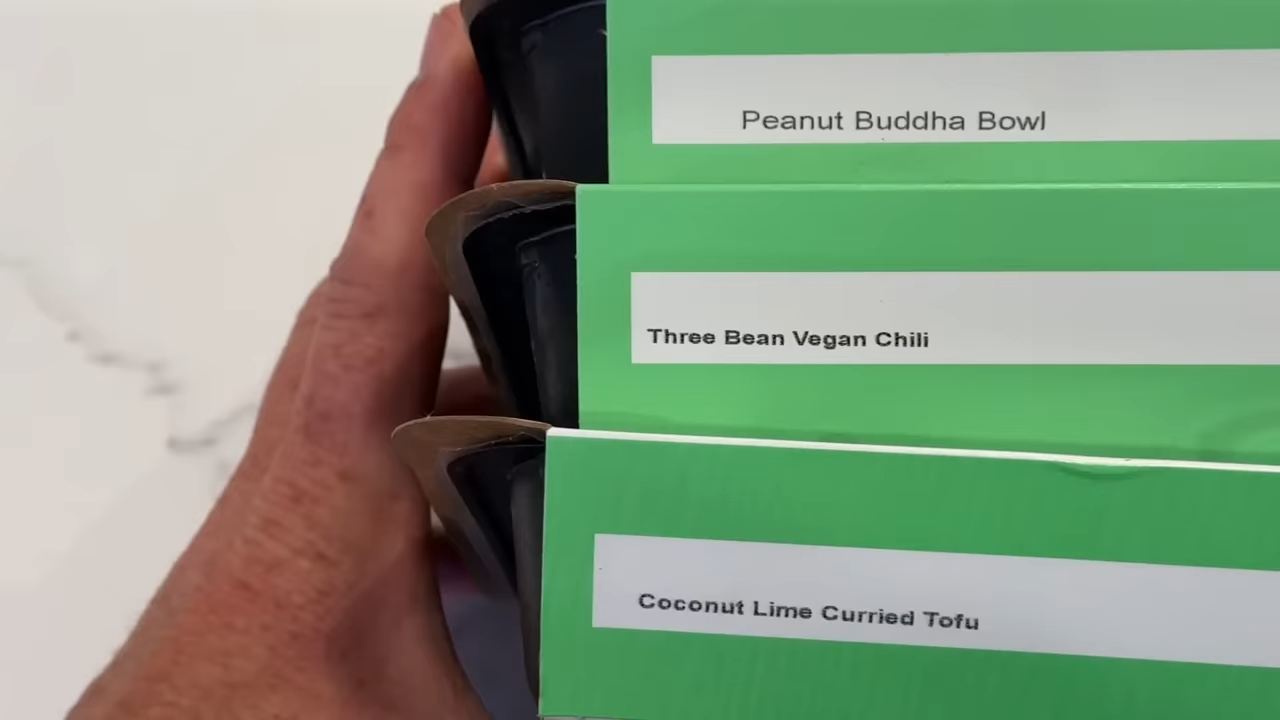 Peanut Buddha Bowl
Three Bean Vegan Chili
Coconut Lime Curried Tofu